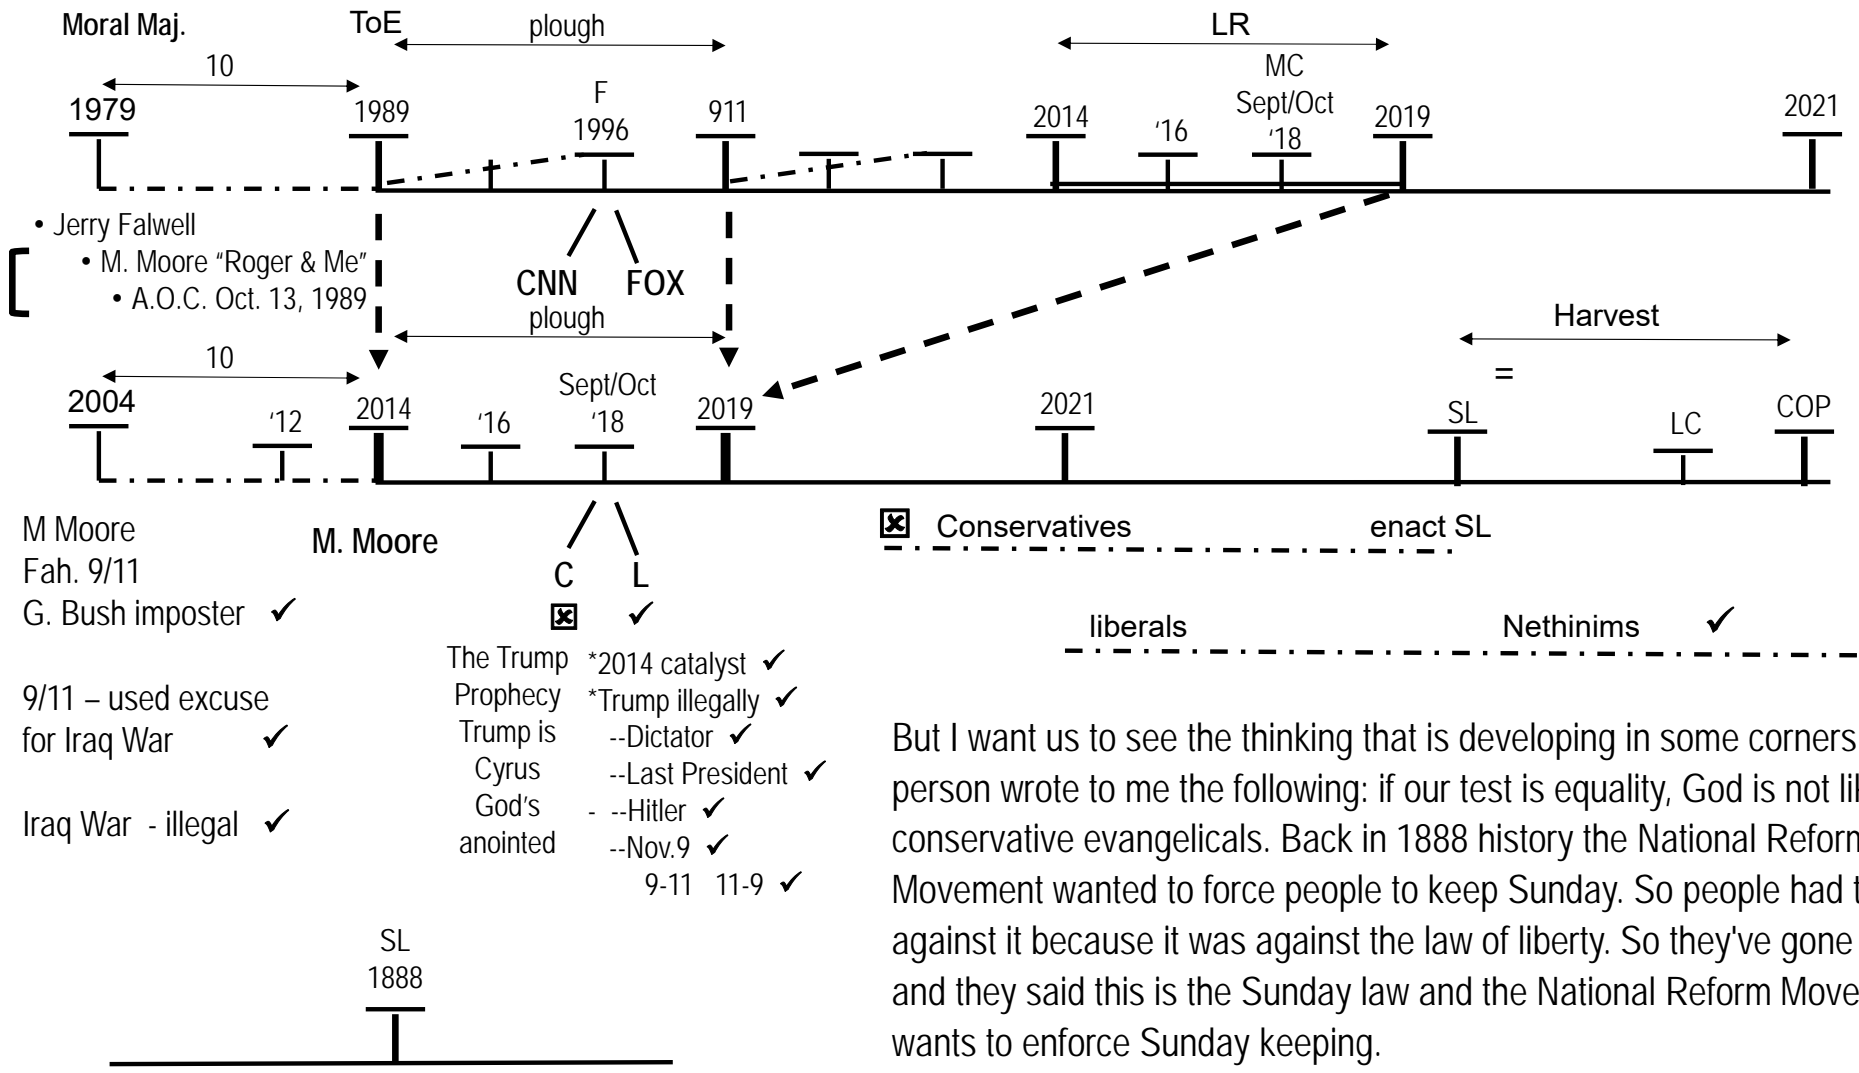 Moral Maj.
ToE
plough
LR
10
F
MC
Sept/Oct
1979
1989
1996
911
2014
'16
'18
2019
2021
• Jerry Falwell
• M. Moore "Roger & Me"
• A.O.C. Oct. 13, 1989
CNN
FOX
plough
Harvest
=
10
Sept/Oct
2004
'12
2014
'16
'18
2019
2021
SL
LC
COP
M Moore
Fah. 9/11
G. Bush imposter ✓
9/11 – used excuse
for Iraq War ✓
Iraq War - illegal ✓
M. Moore
C
L
☒ ✓
The Trump
Prophecy
Trump is
Cyrus
God's
anointed
*2014 catalyst ✓
*Trump illegally ✓
--Dictator ✓
--Last President ✓
- --Hitler ✓
--Nov.9 ✓
9-11 11-9 ✓
☒ Conservatives enact SL
liberals Nethinims ✓
But I want us to see the thinking that is developing in some corners
person wrote to me the following: if our test is equality, God is not
conservative evangelicals. Back in 1888 history the National
Movement wanted to force people to keep Sunday. So people had
against it because it was against the law of liberty. So they've gone
and they said this is the Sunday law and the National Reform
wants to enforce Sunday keeping.
SL
1888